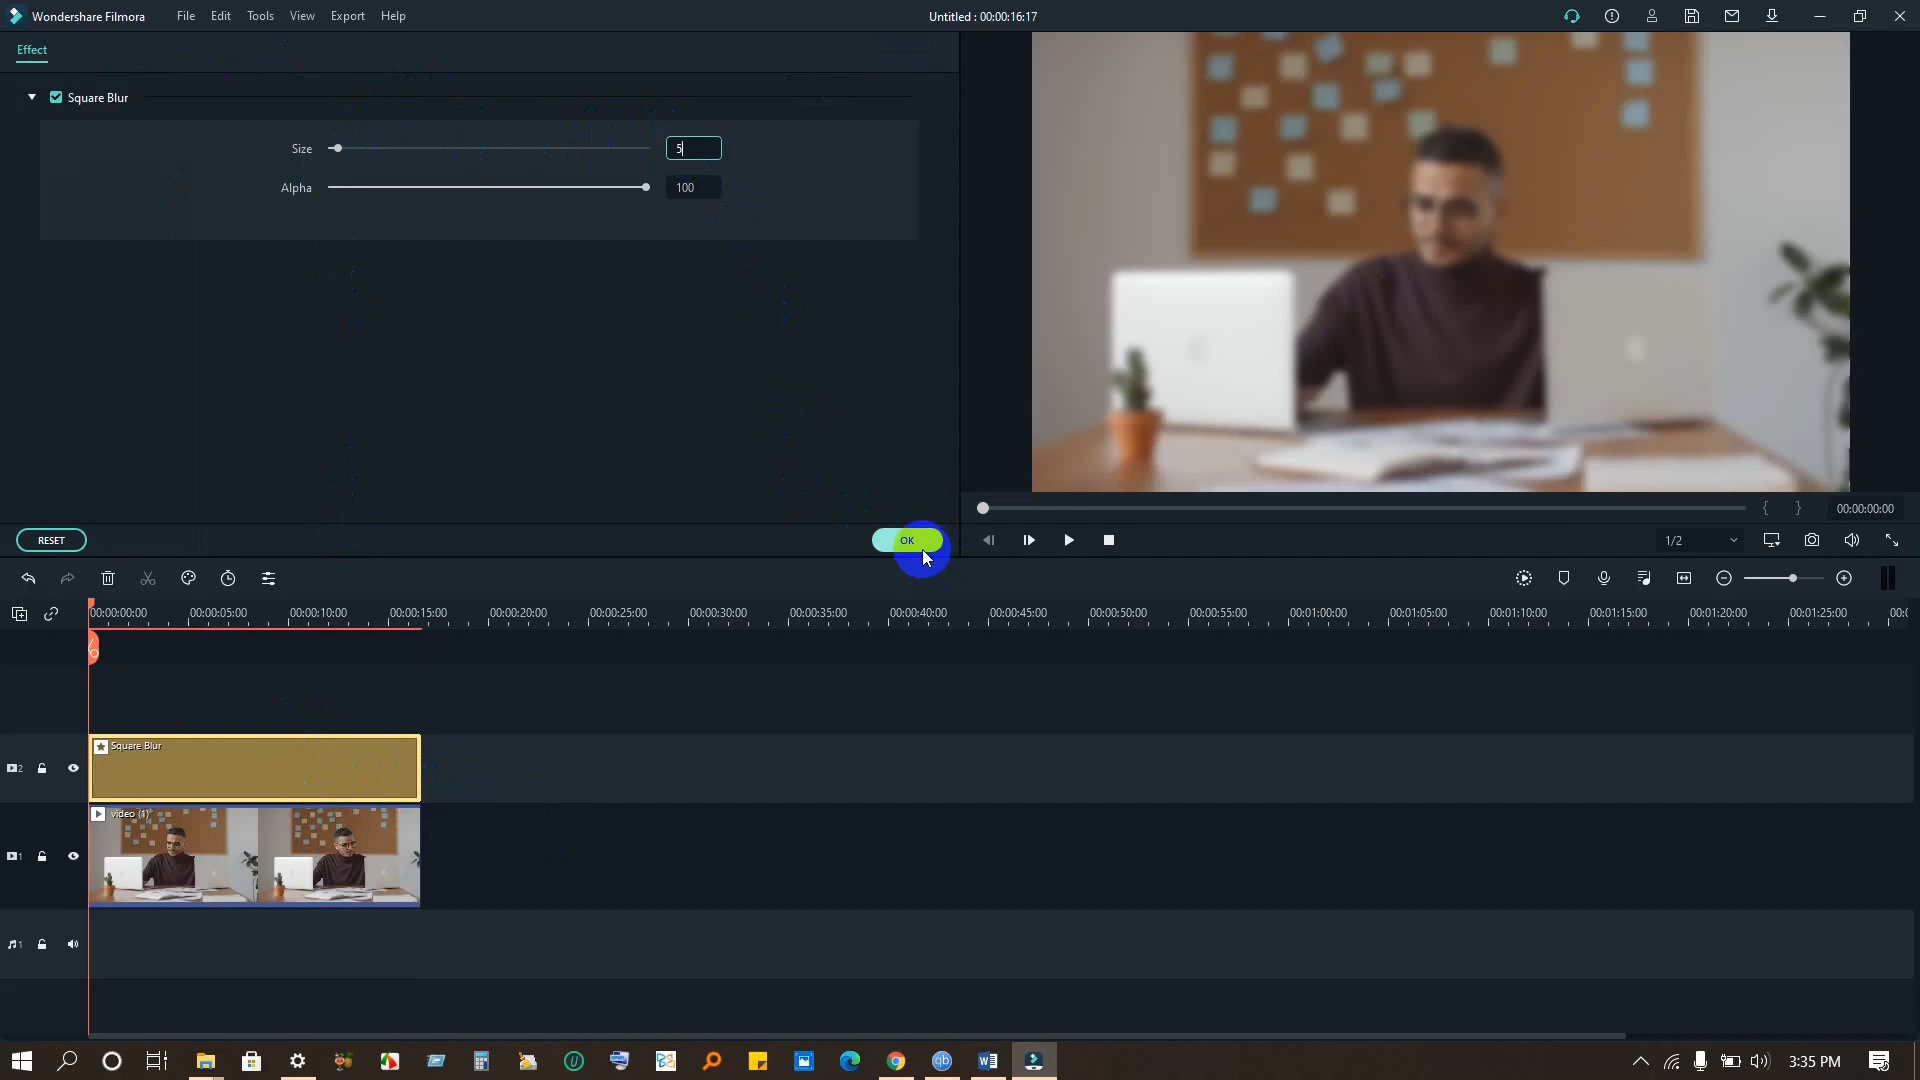 Wondershare Filmora File Edit Tools View Export Help Untitled : 00:00:16:17
Effect
Square Blur
Size 5
Alpha 100
00:00:00:00
RESET OK 1/2
00:00:00:00 00:00:05:00 00:00:10:00 00:00:15:00 00:00:20:00 00:00:25:00 00:00:30:00 00:00:35:00 00:00:40:00 00:00:45:00 00:00:50:00 00:00:55:00 00:01:00:00 00:01:05:00 00:01:10:00 00:01:15:00 00:01:20:00 00:01:25:00 00:0
Square Blur
2
video (1)
1
1
3:35 PM